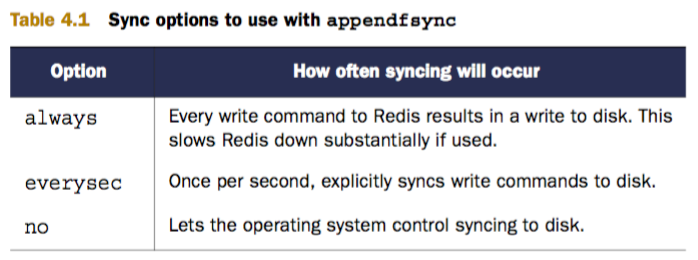 Table 4.1 Sync options to use with appendfsync
Option How often syncing will occur
always Every write command to Redis results in a write to disk. This
slows Redis down substantially if used.
everysec Once per second, explicitly syncs write commands to disk.
no Lets the operating system control syncing to disk.